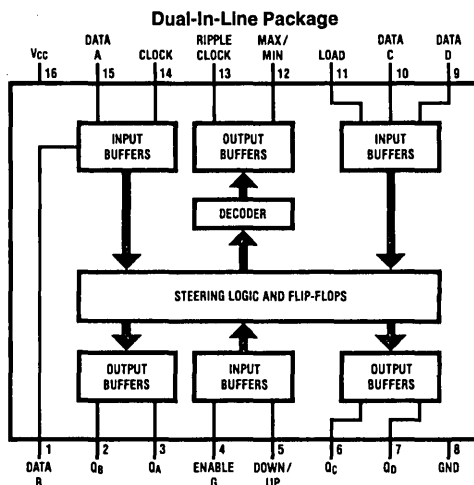 Dual-In-Line Package
VCC DATA A CLOCK RIPPLE CLOCK MAX/ MIN LOAD DATA C DATA D
16 15 14 13 12 11 10 9
INPUT BUFFERS OUTPUT BUFFERS INPUT BUFFERS
DECODER
STEERING LOGIC AND FLIP-FLOPS
OUTPUT BUFFERS INPUT BUFFERS OUTPUT BUFFERS
1 2 3 4 5 6 7 8
DATA B QB QA ENABLE G DOWN/ UP QC QD GND